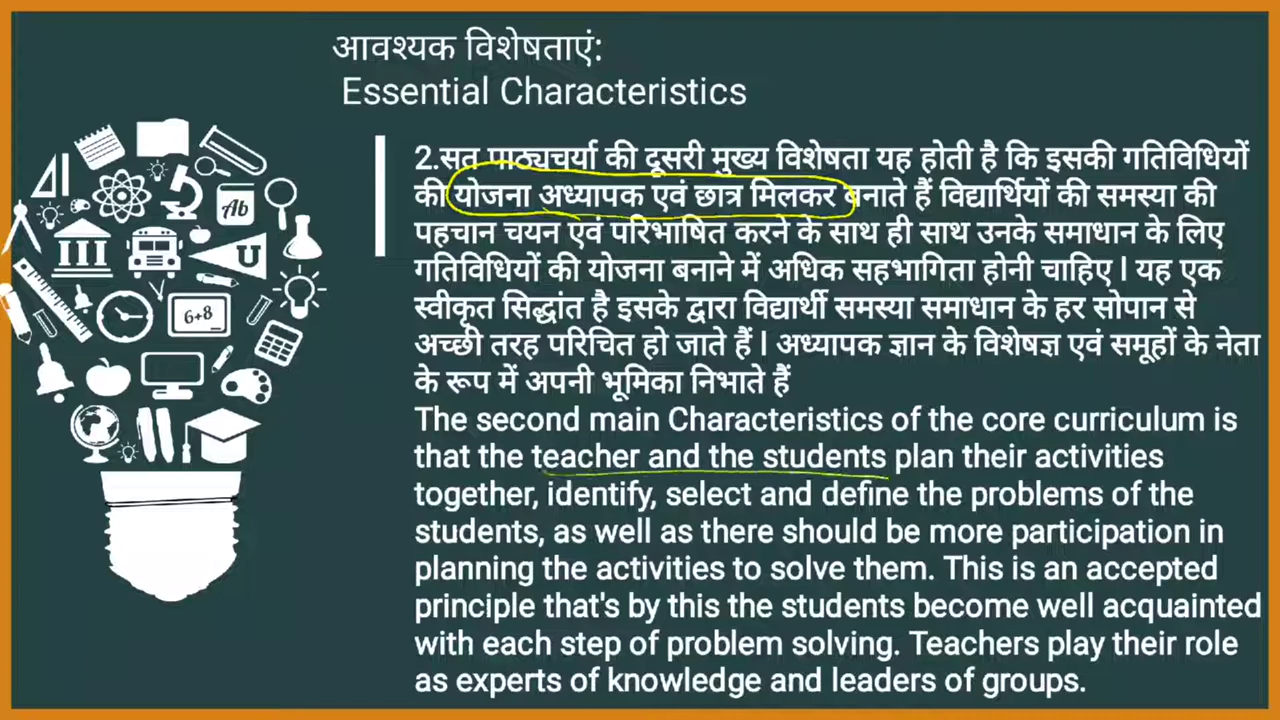 आवश्यक विशेषताएं:
Essential Characteristics
2.सत पाठ्यचर्या की दूसरी मुख्य विशेषता यह होती है कि इसकी गतिविधियों
की योजना अध्यापक एवं छात्र मिलकर बनाते हैं विद्यार्थियों की समस्या की
पहचान चयन एवं परिभाषित करने के साथ ही साथ उनके समाधान के लिए
गतिविधियों की योजना बनाने में अधिक सहभागिता होनी चाहिए l यह एक
स्वीकृत सिद्धांत है इसके द्वारा विद्यार्थी समस्या समाधान के हर सोपान से
अच्छी तरह परिचित हो जाते हैं l अध्यापक ज्ञान के विशेषज्ञ एवं समूहों के नेता
के रूप में अपनी भूमिका निभाते हैं
The second main Characteristics of the core curriculum is
that the teacher and the students plan their activities
together, identify, select and define the problems of the
students, as well as there should be more participation in
planning the activities to solve them. This is an accepted
principle that's by this the students become well acquainted
with each step of problem solving. Teachers play their role
as experts of knowledge and leaders of groups.
Ab
U
6+8